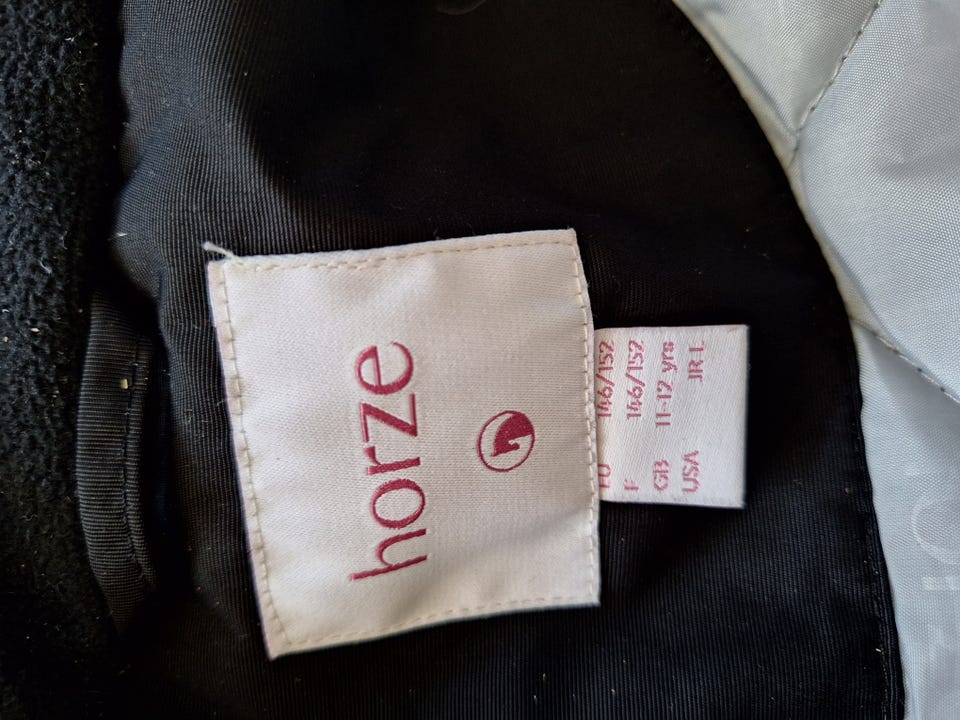 horze
EU 146/152
F 146/152
GB 11-12 yrs
USA JR L